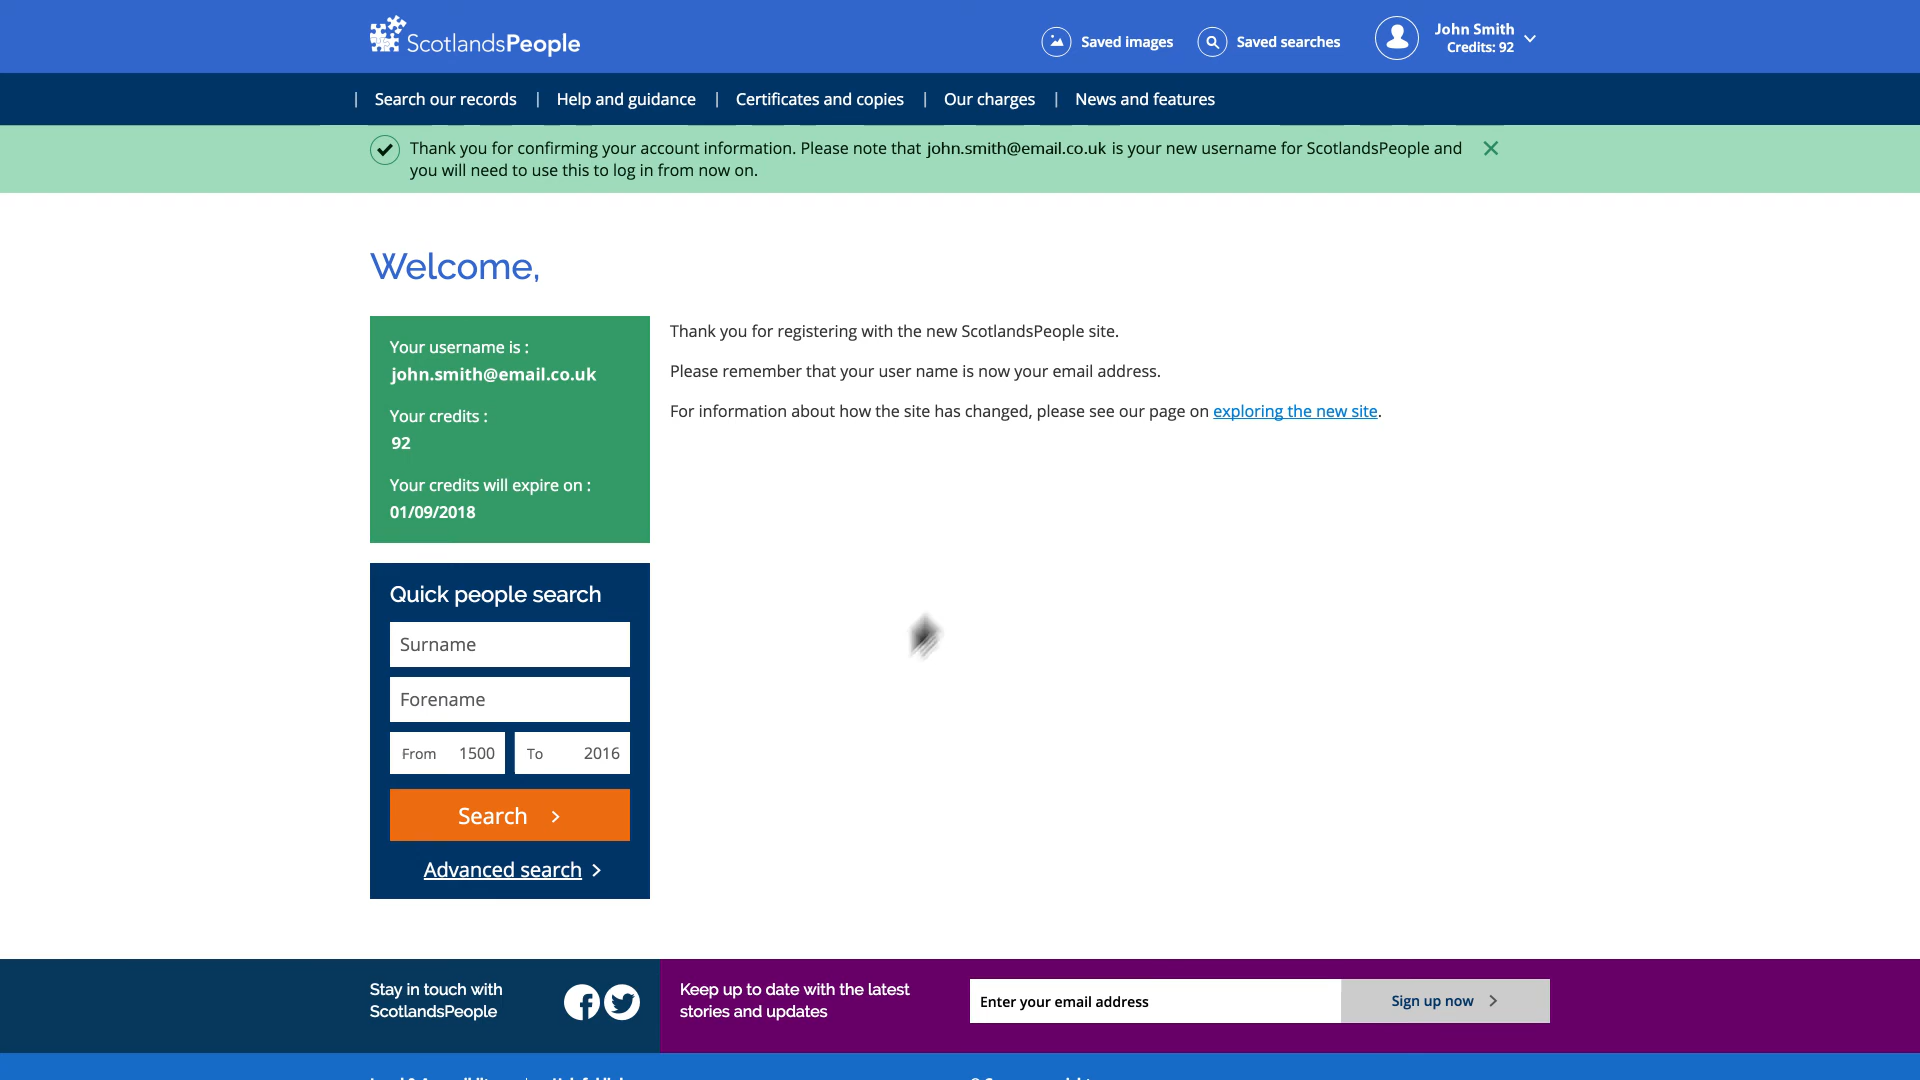 ScotlandsPeople
Saved images
Saved searches
John Smith
Credits: 92
| Search our records | Help and guidance | Certificates and copies | Our charges | News and features
Thank you for confirming your account information. Please note that john.smith@email.co.uk is your new username for ScotlandsPeople and
you will need to use this to log in from now on.
Welcome,
Your username is :
john.smith@email.co.uk
Your credits :
92
Your credits will expire on :
01/09/2018
Thank you for registering with the new ScotlandsPeople site.
Please remember that your user name is now your email address.
For information about how the site has changed, please see our page on exploring the new site.
Quick people search
Surname
Forename
From 1500 To 2016
Search
Advanced search
Stay in touch with
ScotlandsPeople
Keep up to date with the latest
stories and updates
Enter your email address
Sign up now